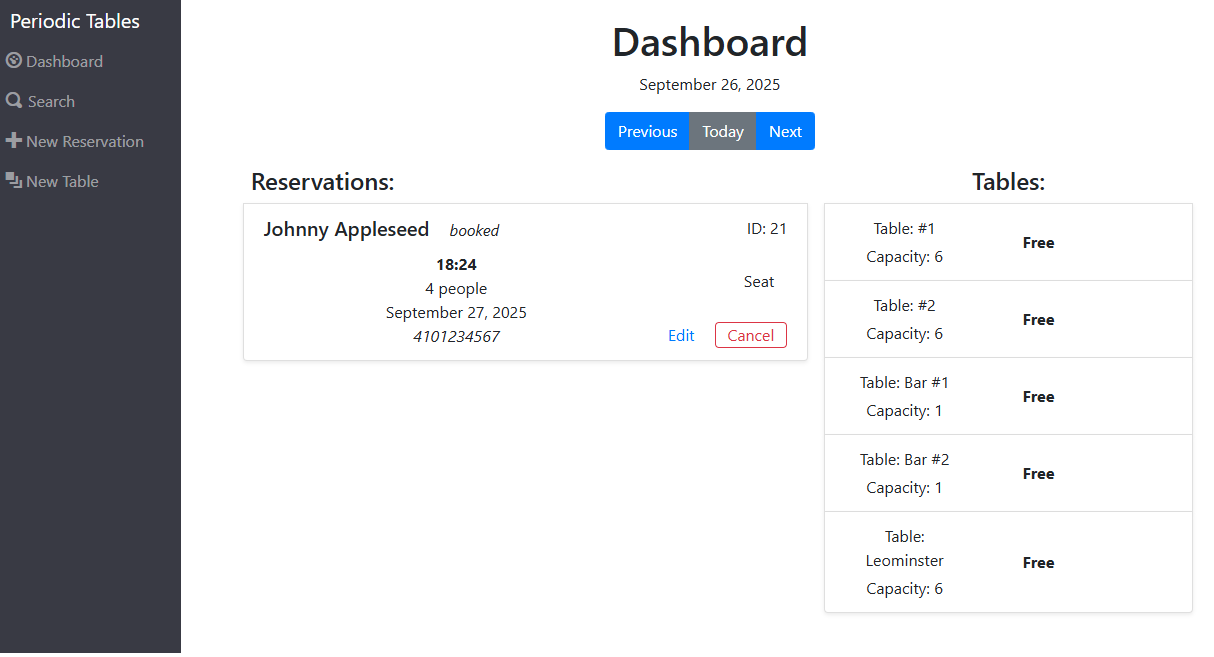 Periodic Tables
Dashboard
Search
New Reservation
New Table
Dashboard
September 26, 2025
Previous Today Next
Reservations:
Johnny Appleseed booked ID: 21
18:24
4 people
Seat
September 27, 2025
4101234567
Edit Cancel
Tables:
Table: #1
Capacity: 6
Free
Table: #2
Capacity: 6
Free
Table: Bar #1
Capacity: 1
Free
Table: Bar #2
Capacity: 1
Free
Table:
Leominster
Capacity: 6
Free